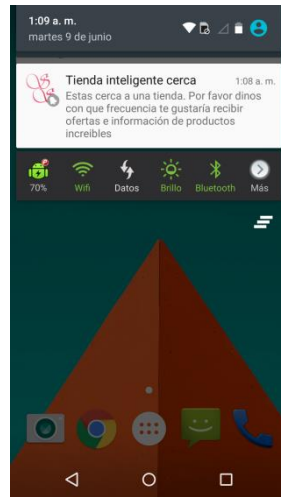 1:09 a. m.
martes 9 de junio
Tienda inteligente cerca 1:08 a. m.
Estas cerca a una tienda. Por favor dinos
con que frecuencia te gustaría recibir
ofertas e información de productos
increibles
70% Wifi Datos Brillo Bluetooth Más